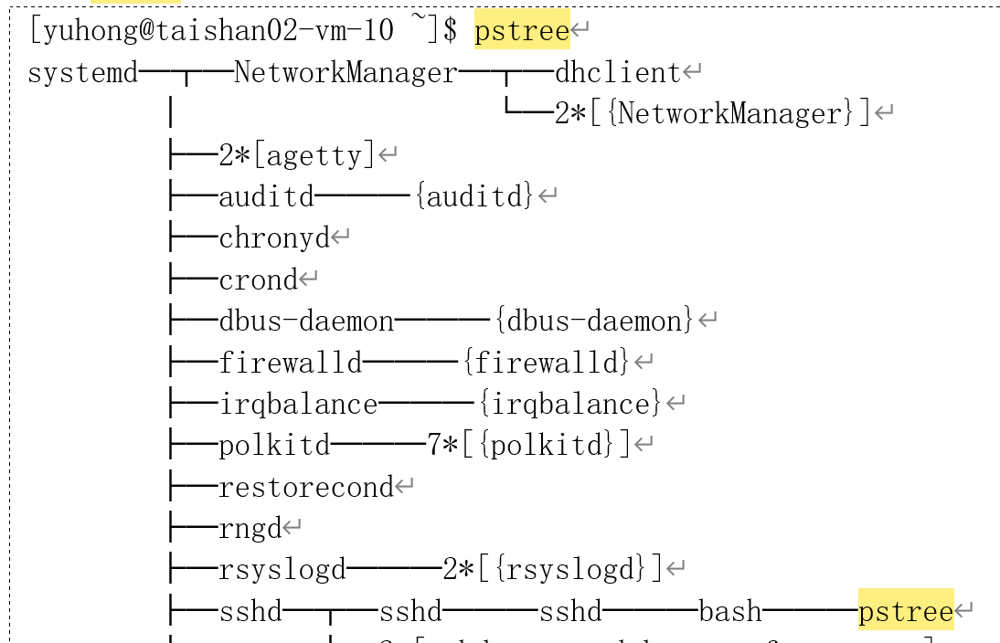 [yuhong@taishan02-vm-10 ~]$ pstree↵
systemd──┬──NetworkManager──┬──dhclient↵
│ └──2*[{NetworkManager}]↵
├──2*[agetty]↵
├──auditd───{auditd}↵
├──chronyd↵
├──crond↵
├──dbus-daemon───{dbus-daemon}↵
├──firewalld───{firewalld}↵
├──irqbalance───{irqbalance}↵
├──polkitd───7*[{polkitd}]↵
├──restorecond↵
├──rngd↵
├──rsyslogd───2*[{rsyslogd}]↵
├──sshd──┬──sshd───sshd───bash───pstree↵